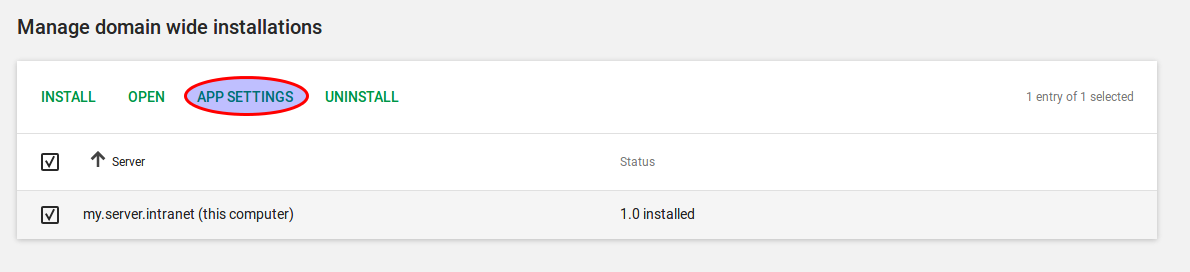 Manage domain wide installations
INSTALL OPEN APP SETTINGS UNINSTALL 1 entry of 1 selected
Server Status
my.server.intranet (this computer) 1.0 installed